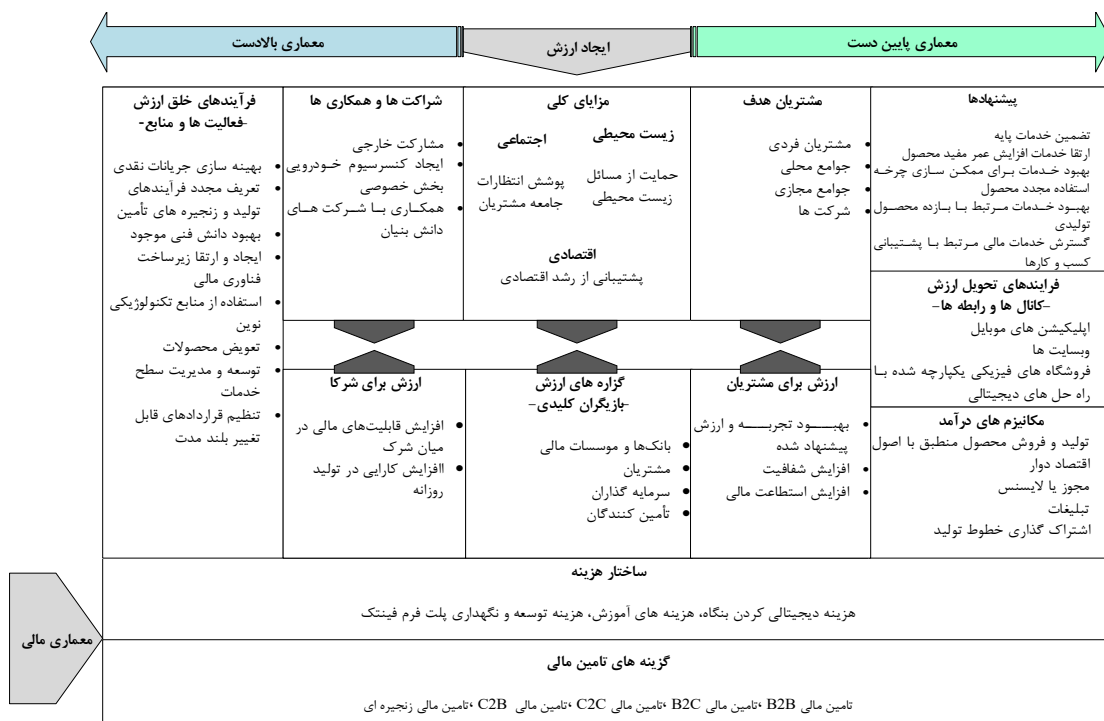 معماری پایین دست
ایجاد ارزش
معماری بالادست
پیشنهادها
تضمین خدمات پایه
ارتقا خدمات افزایش عمر مفید محصول
بهبود خدمات برای ممکن سازی چرخه
استفاده مجدد محصول
بهبود خدمات مرتبط با بازده محصول
تولیدی
گسترش خدمات مالی مرتبط با پشتیبانی
کسب و کارها
فرایندهای تحویل ارزش
-کانال ها و رابطه ها-
اپلیکیشن های موبایل
وبسایت ها
فروشگاه های فیزیکی یکپارچه شده با
راه حل های دیجیتالی
مکانیزم های درآمد
تولید و فروش محصول منطبق با اصول
اقتصاد دوار
مجوز یا لایسنس
تبلیغات
اشتراک گذاری خطوط تولید
مشتریان هدف
• مشتریان فردی
• جوامع محلی
• جوامع مجازی
• شرکت ها
ارزش برای مشتریان
• بهبود تجربه و ارزش
پیشنهاد شده
• افزایش شفافیت
• افزایش استطاعت مالی
مزایای کلی
زیست محیطی
حمایت از مسائل
زیست محیطی
اجتماعی
پوشش انتظارات
جامعه مشتریان
اقتصادی
پشتیبانی از رشد اقتصادی
گزاره های ارزش
-بازیگران کلیدی-
• بانک‌ها و موسسات مالی
• مشتریان
• سرمایه گذاران
• تأمین کنندگان
شراکت ها و همکاری ها
• مشارکت خارجی
• ایجاد کنسرسیوم خودرویی
بخش خصوصی
• همکاری با شرکت های
دانش بنیان
ارزش برای شرکا
• افزایش قابلیت‌های مالی در
میان شرک
• اافزایش کارایی در تولید
روزانه
فرآیندهای خلق ارزش
-فعالیت ها و منابع-
• بهینه سازی جریانات نقدی
• تعریف مجدد فرآیندهای
تولید و زنجیره های تأمین
• بهبود دانش فنی موجود
• ایجاد و ارتقا زیرساخت
فناوری مالی
• استفاده از منابع تکنولوژیکی
نوین
• تعویض محصولات
• توسعه و مدیریت سطح
خدمات
• تنظیم قراردادهای قابل
تغییر بلند مدت
معماری مالی
ساختار هزینه
هزینه دیجیتالی کردن بنگاه، هزینه های آموزش، هزینه توسعه و نگهداری پلت فرم فینتک
گزینه های تامین مالی
تامین مالی B2B ،تامین مالی B2C ،تامین مالی C2C ،تامین مالی C2B ،تامین مالی زنجیره ای